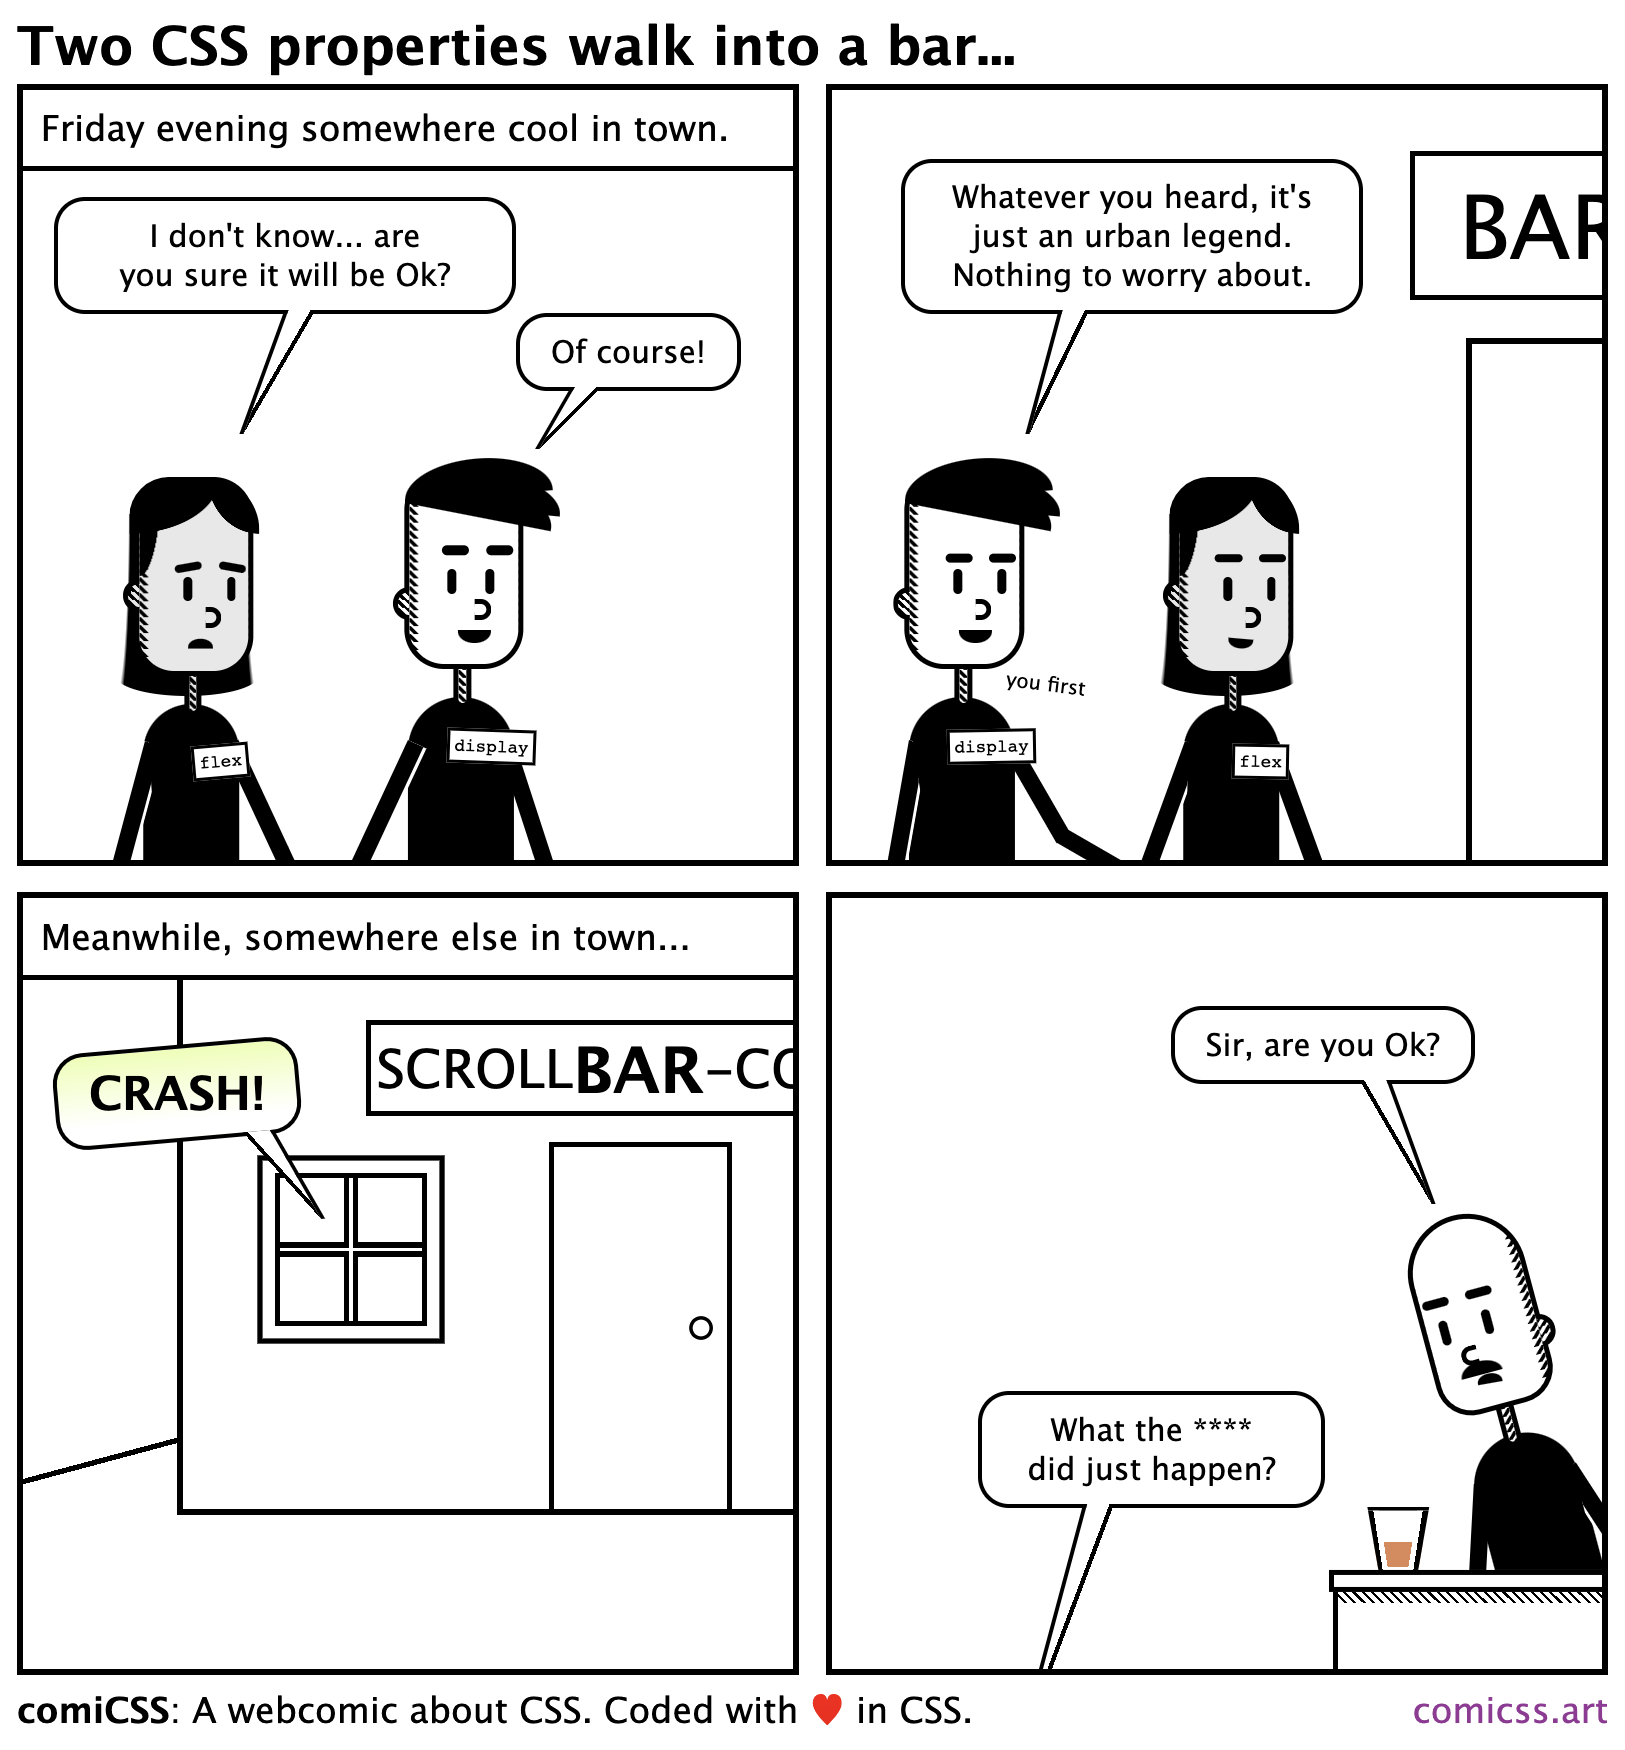 Two CSS properties walk into a bar...
Friday evening somewhere cool in town.
I don't know... are
you sure it will be Ok?
Of course!
flex
display
Whatever you heard, it's
just an urban legend.
Nothing to worry about.
BAR
you first
display
flex
Meanwhile, somewhere else in town...
CRASH!
SCROLLBAR-CO
Sir, are you Ok?
What the ****
did just happen?
comiCSS: A webcomic about CSS. Coded with ♥ in CSS.
comicss.art